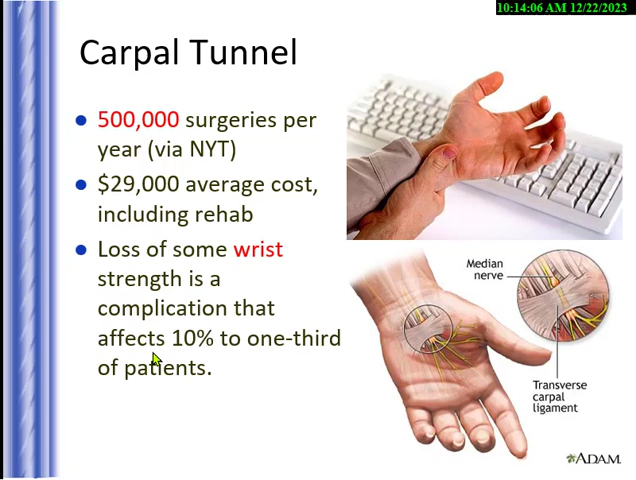 10:14:06 AM 12/22/2023
Carpal Tunnel
500,000 surgeries per
year (via NYT)
$29,000 average cost,
including rehab
Loss of some wrist
strength is a
complication that
affects 10% to one-third
of patients.
Median
nerve
Transverse
carpal
ligament
ADAM